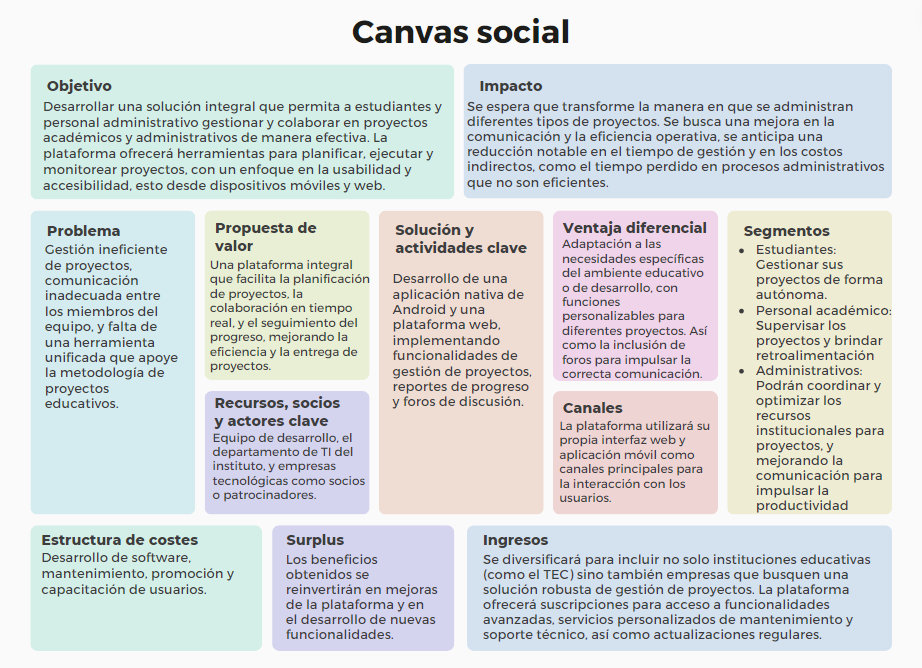 Canvas social
Objetivo
Desarrollar una solución integral que permita a estudiantes y
personal administrativo gestionar y colaborar en proyectos
académicos y administrativos de manera efectiva. La
plataforma ofrecerá herramientas para planificar, ejecutar y
monitorear proyectos, con un enfoque en la usabilidad y
accesibilidad, esto desde dispositivos móviles y web.
Impacto
Se espera que transforme la manera en que se administran
diferentes tipos de proyectos. Se busca una mejora en la
comunicación y la eficiencia operativa, se anticipa una
reducción notable en el tiempo de gestión y en los costos
indirectos, como el tiempo perdido en procesos administrativos
que no son eficientes.
Problema
Gestión ineficiente
de proyectos,
comunicación
inadecuada entre
los miembros del
equipo, y falta de
una herramienta
unificada que apoye
la metodología de
proyectos
educativos.
Propuesta de
valor
Una plataforma integral
que facilita la planificación
de proyectos, la
colaboración en tiempo
real, y el seguimiento del
progreso, mejorando la
eficiencia y la entrega de
proyectos.
Recursos, socios
y actores clave
Equipo de desarrollo, el
departamento de TI del
instituto, y empresas
tecnológicas como socios
o patrocinadores.
Solución y
actividades clave
Desarrollo de una
aplicación nativa de
Android y una
plataforma web,
implementando
funcionalidades de
gestión de proyectos,
reportes de progreso
y foros de discusión.
Ventaja diferencial
Adaptación a las
necesidades específicas
del ambiente educativo
o de desarrollo, con
funciones
personalizables para
diferentes proyectos. Así
como la inclusión de
foros para impulsar la
correcta comunicación.
Canales
La plataforma utilizará su
propia interfaz web y
aplicación móvil como
canales principales para
la interacción con los
usuarios.
Segmentos
• Estudiantes:
Gestionar sus
proyectos de forma
autónoma.
• Personal académico:
Supervisar los
proyectos y brindar
retroalimentación
• Administrativos:
Podrán coordinar y
optimizar los
recursos
institucionales para
proyectos, y
mejorando la
comunicación para
impulsar la
productividad
Estructura de costes
Desarrollo de software,
mantenimiento, promoción y
capacitación de usuarios.
Surplus
Los beneficios
obtenidos se
reinvertirán en mejoras
de la plataforma y en
el desarrollo de nuevas
funcionalidades.
Ingresos
Se diversificará para incluir no solo instituciones educativas
(como el TEC) sino también empresas que busquen una
solución robusta de gestión de proyectos. La plataforma
ofrecerá suscripciones para acceso a funcionalidades
avanzadas, servicios personalizados de mantenimiento y
soporte técnico, así como actualizaciones regulares.